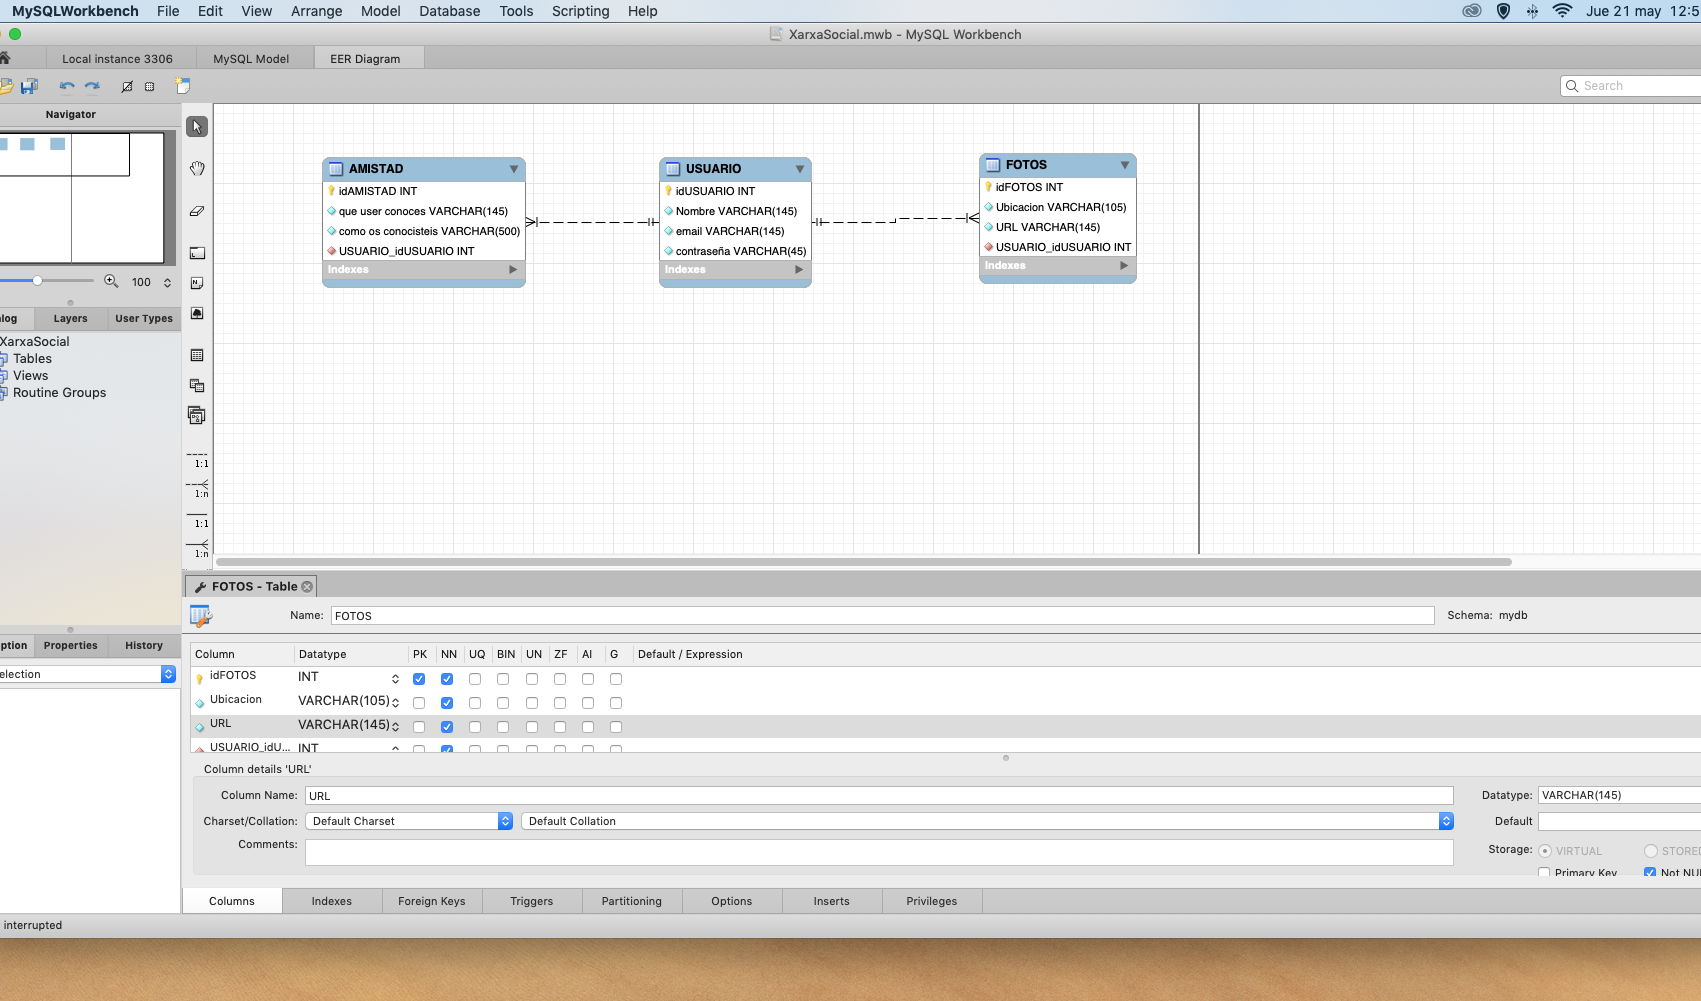 MySQLWorkbench File Edit View Arrange Model Database Tools Scripting Help Jue 21 may 12:5
XarxaSocial.mwb - MySQL Workbench
Local instance 3306 MySQL Model EER Diagram
Search
Navigator
100
log Layers User Types
XarxaSocial
Tables
Views
Routine Groups
ption Properties History
election
1:1
1:n
1:1
1:n
AMISTAD
idAMISTAD INT
que user conoces VARCHAR(145)
como os conocisteis VARCHAR(500)
USUARIO_idUSUARIO INT
Indexes
USUARIO
idUSUARIO INT
Nombre VARCHAR(145)
email VARCHAR(145)
contraseña VARCHAR(45)
Indexes
FOTOS
idFOTOS INT
Ubicacion VARCHAR(105)
URL VARCHAR(145)
USUARIO_idUSUARIO INT
Indexes
FOTOS - Table
Name: FOTOS Schema: mydb
Column Datatype PK NN UQ BIN UN ZF AI G Default / Expression
idFOTOS INT
Ubicacion VARCHAR(105)
URL VARCHAR(145)
USUARIO_idU... INT
Column details 'URL'
Column Name: URL Datatype: VARCHAR(145)
Charset/Collation: Default Charset Default Collation Default
Comments: Storage: VIRTUAL STORED
Primary Key Not NU
Columns Indexes Foreign Keys Triggers Partitioning Options Inserts Privileges
interrupted